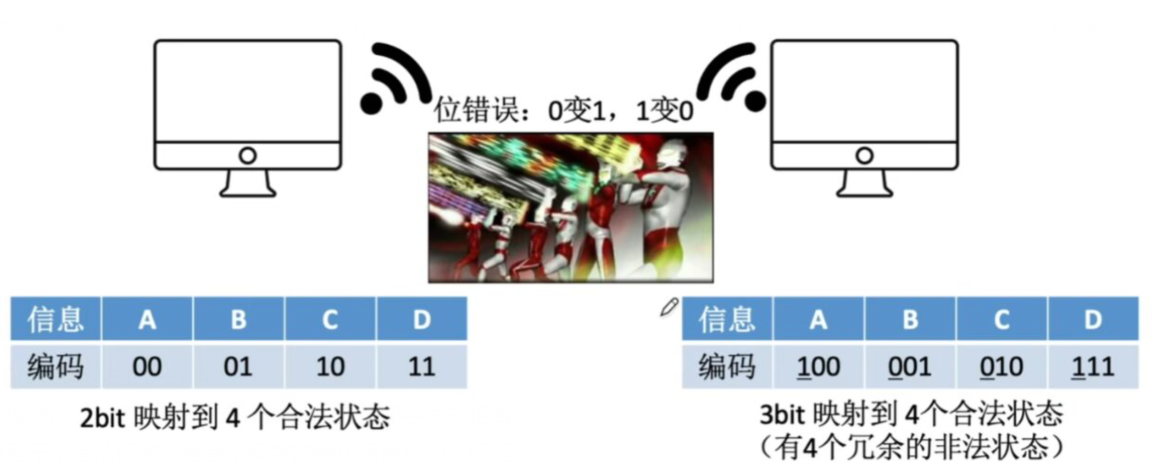 位错误：0变1，1变0
信息 A B C D
编码 00 01 10 11
2bit 映射到 4 个合法状态
信息 A B C D
编码 100 001 010 111
3bit 映射到 4个合法状态
（有4个冗余的非法状态）